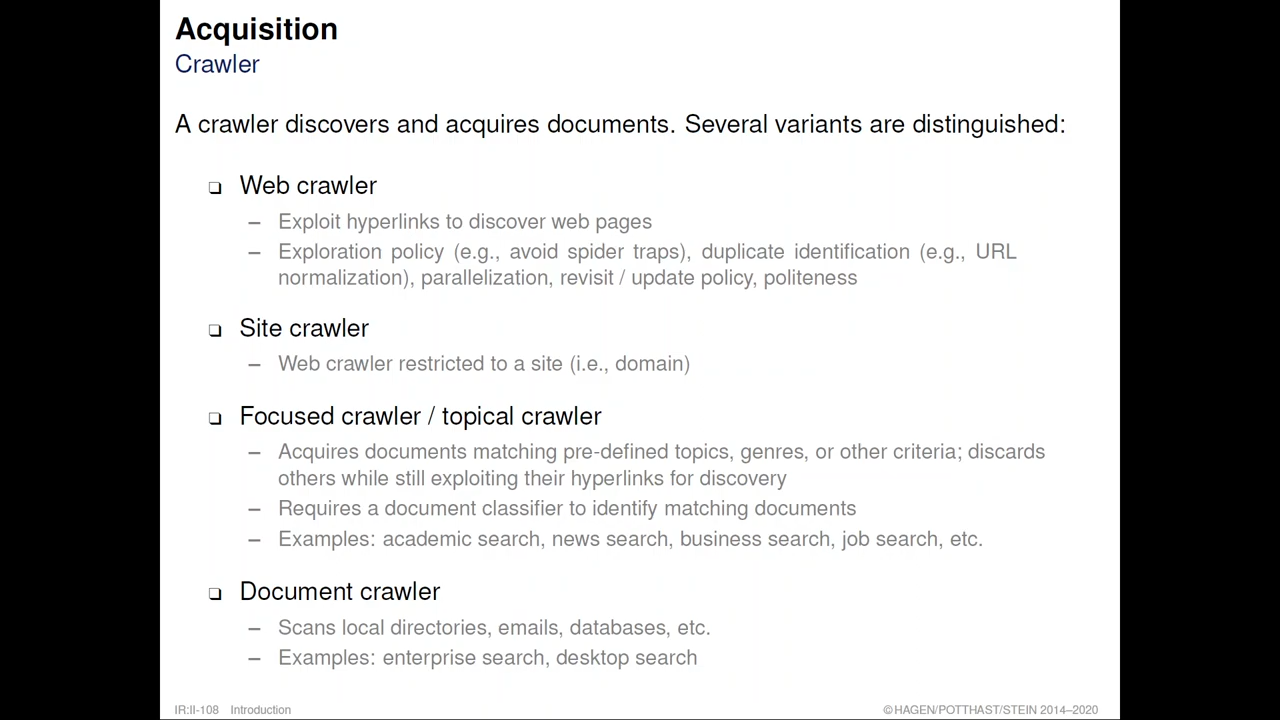 Acquisition
Crawler
A crawler discovers and acquires documents. Several variants are distinguished:
❑ Web crawler
– Exploit hyperlinks to discover web pages
– Exploration policy (e.g., avoid spider traps), duplicate identification (e.g., URL
normalization), parallelization, revisit / update policy, politeness
❑ Site crawler
– Web crawler restricted to a site (i.e., domain)
❑ Focused crawler / topical crawler
– Acquires documents matching pre-defined topics, genres, or other criteria; discards
others while still exploiting their hyperlinks for discovery
– Requires a document classifier to identify matching documents
– Examples: academic search, news search, business search, job search, etc.
❑ Document crawler
– Scans local directories, emails, databases, etc.
– Examples: enterprise search, desktop search
IR:II-108 Introduction ©HAGEN/POTTHAST/STEIN 2014–2020